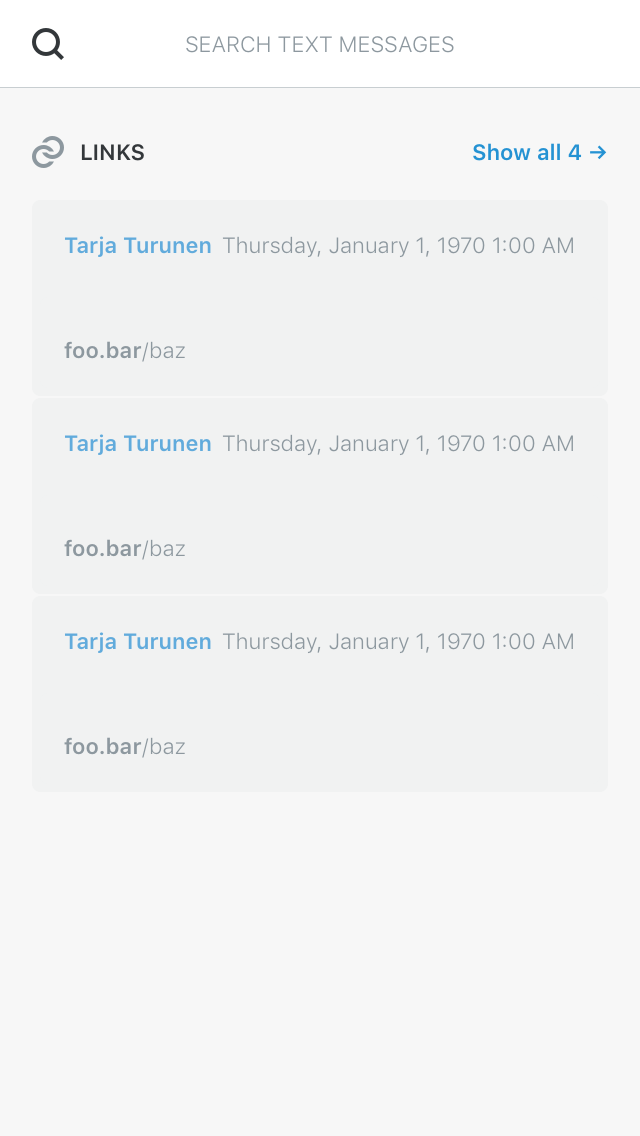 SEARCH TEXT MESSAGES
LINKS Show all 4 →
Tarja Turunen Thursday, January 1, 1970 1:00 AM
foo.bar/baz
Tarja Turunen Thursday, January 1, 1970 1:00 AM
foo.bar/baz
Tarja Turunen Thursday, January 1, 1970 1:00 AM
foo.bar/baz